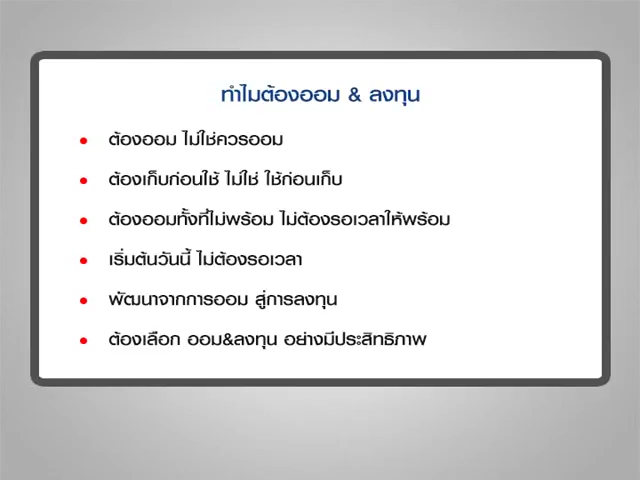 ทำไมต้องออม & ลงทุน
ต้องออม ไม่ใช่ควรออม
ต้องเก็บก่อนใช้ ไม่ใช่ ใช้ก่อนเก็บ
ต้องออมทั้งที่ไม่พร้อม ไม่ต้องรอเวลาให้พร้อม
เริ่มต้นวันนี้ ไม่ต้องรอเวลา
พัฒนาจากการออม สู่การลงทุน
ต้องเลือก ออม&ลงทุน อย่างมีประสิทธิภาพ